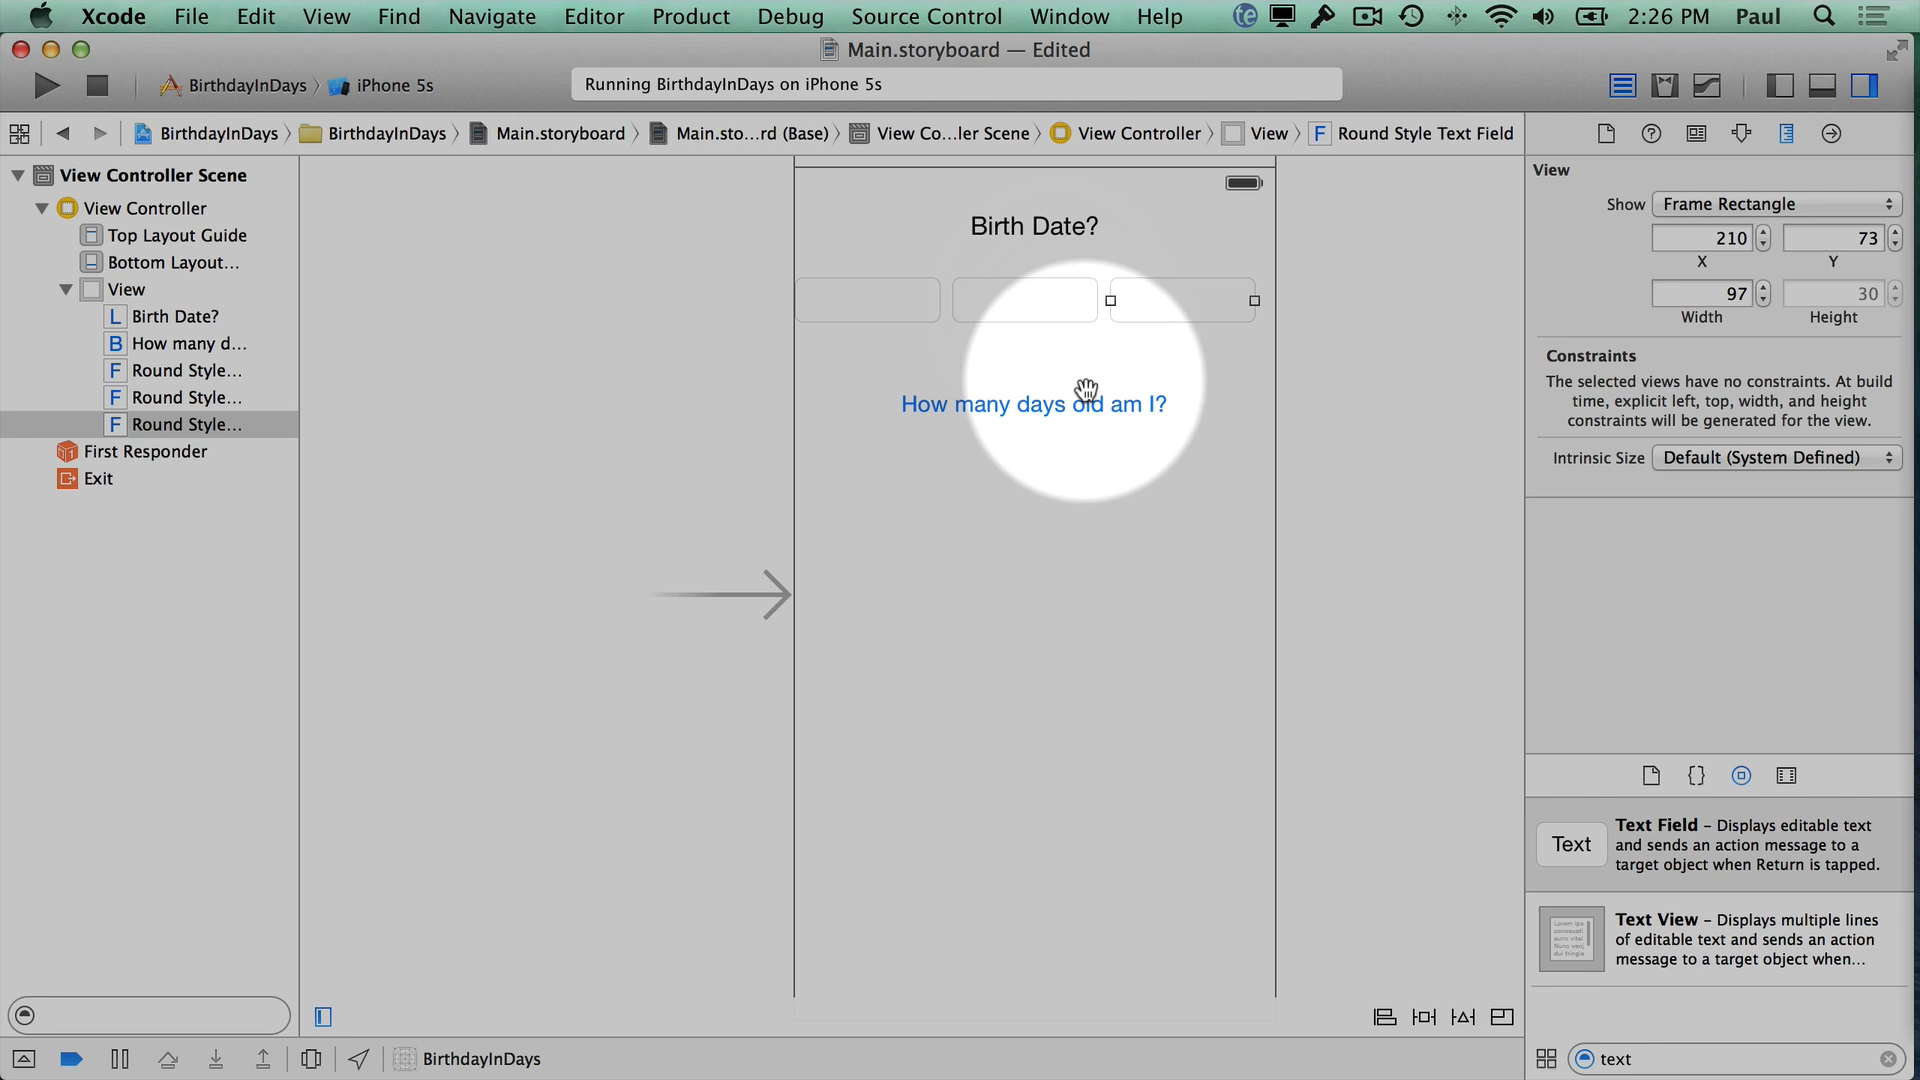 Xcode File Edit View Find Navigate Editor Product Debug Source Control Window Help te 2:26 PM Paul
Main.storyboard — Edited
BirthdayInDays iPhone 5s
Running BirthdayInDays on iPhone 5s
BirthdayInDays BirthdayInDays Main.storyboard Main.sto...rd (Base) View Co...ler Scene View Controller View F Round Style Text Field
View Controller Scene
View Controller
Top Layout Guide
Bottom Layout...
View
L Birth Date?
B How many d...
F Round Style...
F Round Style...
F Round Style...
First Responder
Exit
Birth Date?
How many days old am I?
View
Show Frame Rectangle
210 73
X Y
97 30
Width Height
Constraints
The selected views have no constraints. At build
time, explicit left, top, width, and height
constraints will be generated for the view.
Intrinsic Size Default (System Defined)
Text
Text Field – Displays editable text
and sends an action message to a
target object when Return is tapped.
Text View – Displays multiple lines
of editable text and sends an action
message to a target object when...
BirthdayInDays
text